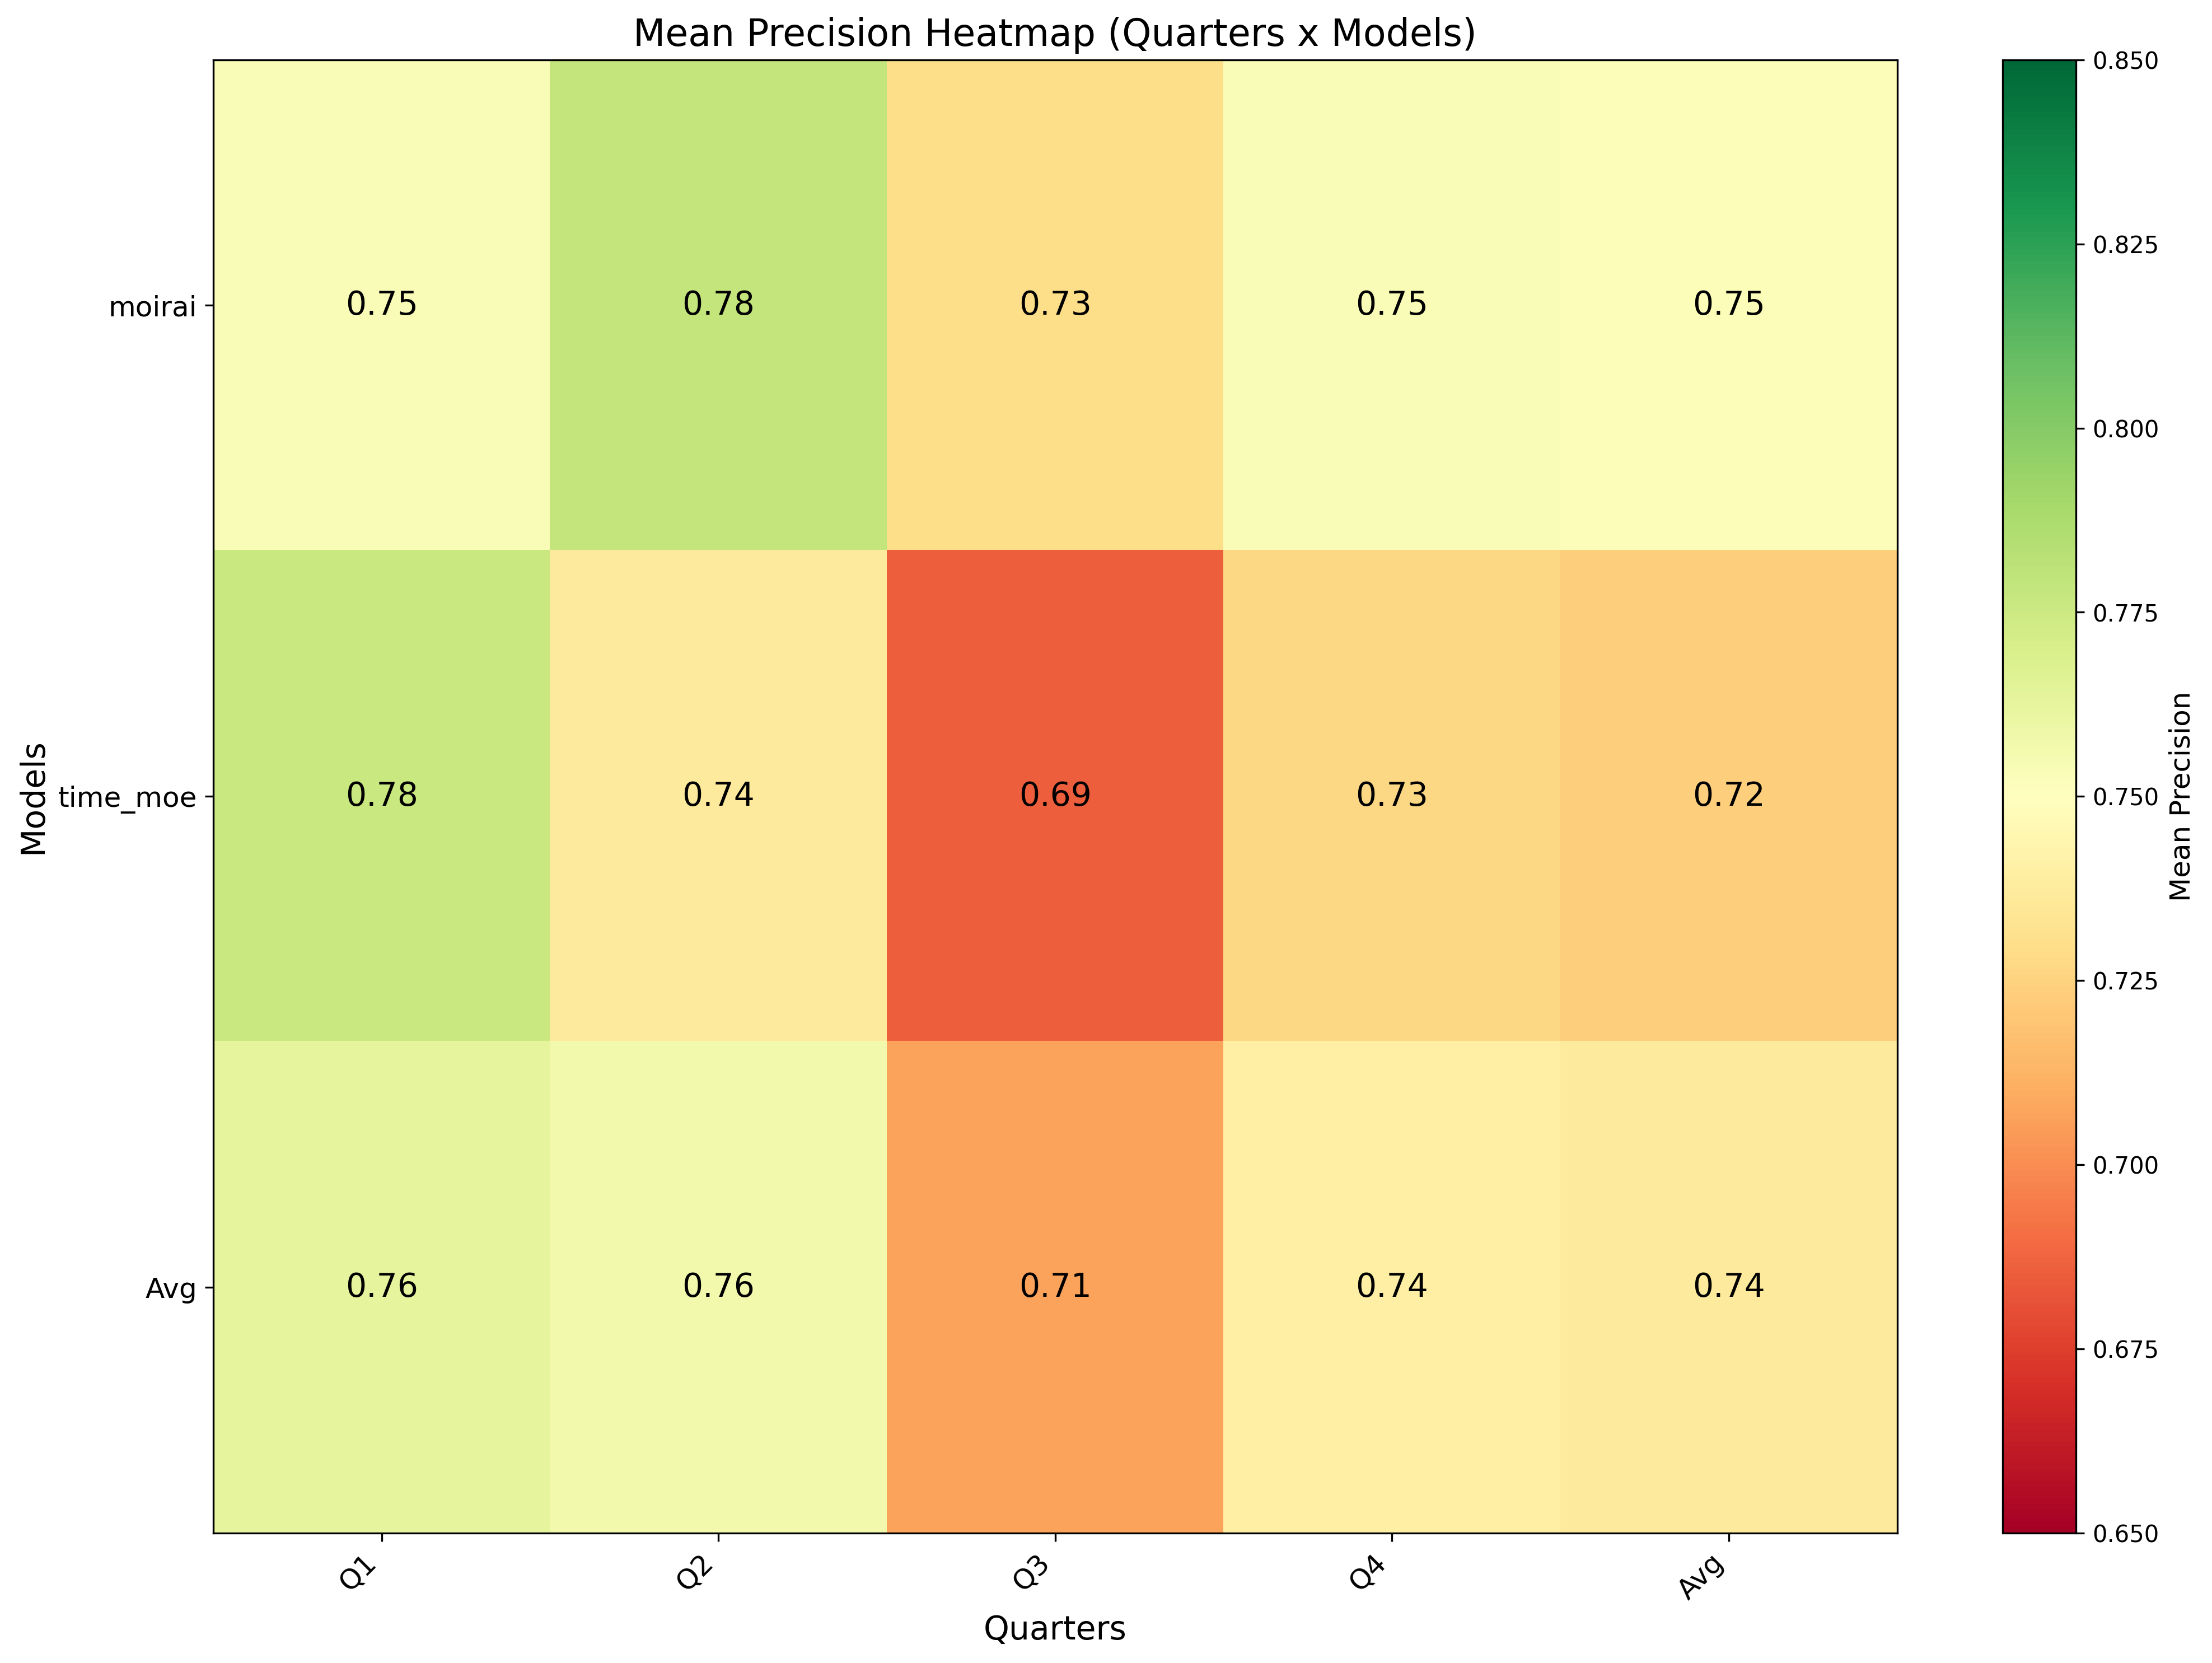 Mean Precision Heatmap (Quarters x Models)
moirai
0.75 0.78 0.73 0.75 0.75
time_moe
0.78 0.74 0.69 0.73 0.72
Avg
0.76 0.76 0.71 0.74 0.74
Models
Q1 Q2 Q3 Q4 Avg
Quarters
0.850
0.825
0.800
0.775
0.750
0.725
0.700
0.675
0.650
Mean Precision